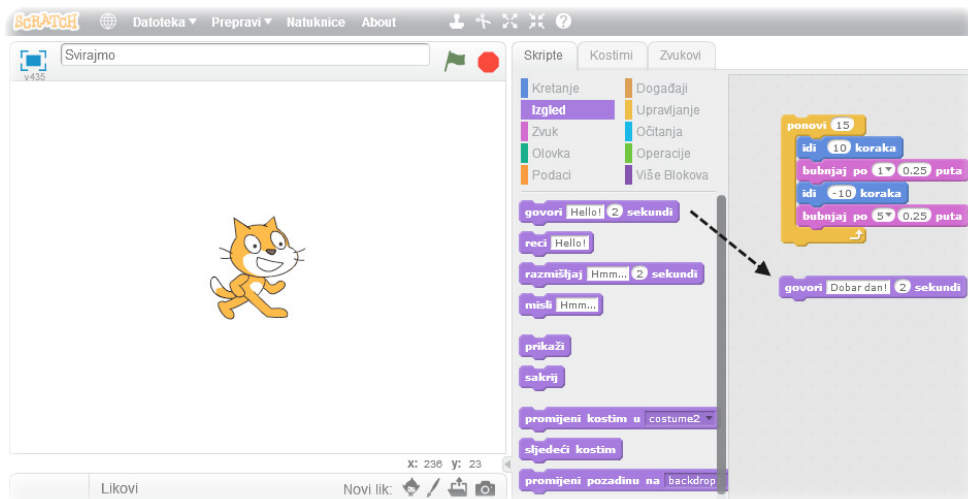 SCRATCH Datoteka Prepravi Natuknice About
Svirajmo
v435
X: 236 y: 23
Likovi Novi lik:
Skripte Kostimi Zvukovi
Kretanje Događaji
Izgled Upravljanje
Zvuk Očitanja
Olovka Operacije
Podaci Više Blokova
govori Hello! 2 sekundi
reci Hello!
razmišljaj Hmm... 2 sekundi
misli Hmm...
prikaži
sakrij
promijeni kostim u costume2
sljedeći kostim
promijeni pozadinu na backdrop
ponovi 15
idi 10 koraka
bubnjaj po 1 0.25 puta
idi -10 koraka
bubnjaj po 5 0.25 puta
govori Dobar dan! 2 sekundi